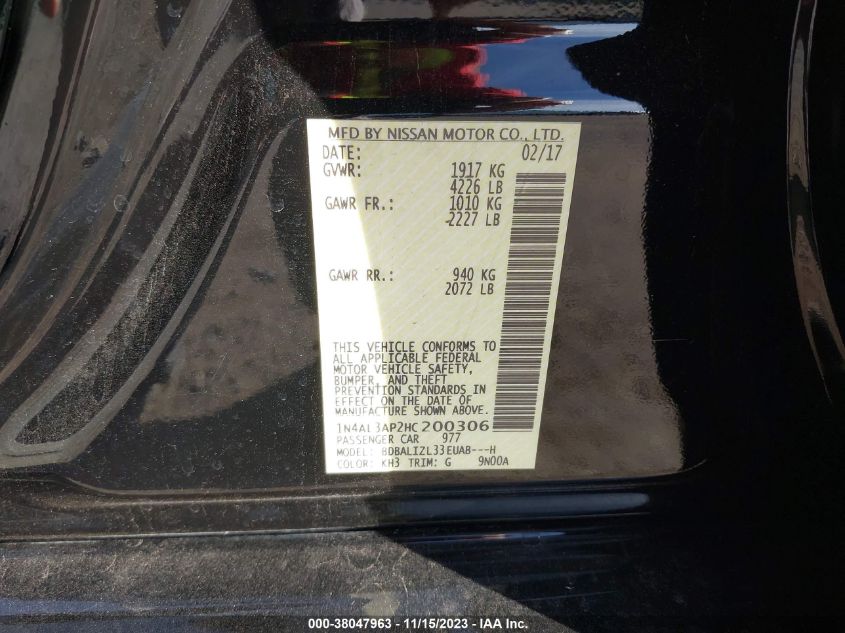 MFD BY NISSAN MOTOR CO., LTD.
DATE: 02/17
GVWR: 1917 KG
4226 LB
GAWR FR.: 1010 KG
2227 LB
GAWR RR.: 940 KG
2072 LB
THIS VEHICLE CONFORMS TO
ALL APPLICABLE FEDERAL
MOTOR VEHICLE SAFETY,
BUMPER, AND THEFT
PREVENTION STANDARDS IN
EFFECT ON THE DATE OF
MANUFACTURE SHOWN ABOVE.
1N4AL3AP2HC200306
PASSENGER CAR 977
MODEL: BDBALIZL33EUAB---H
COLOR: KH3 TRIM: G 9N00A
000-38047963 - 11/15/2023 - IAA Inc.